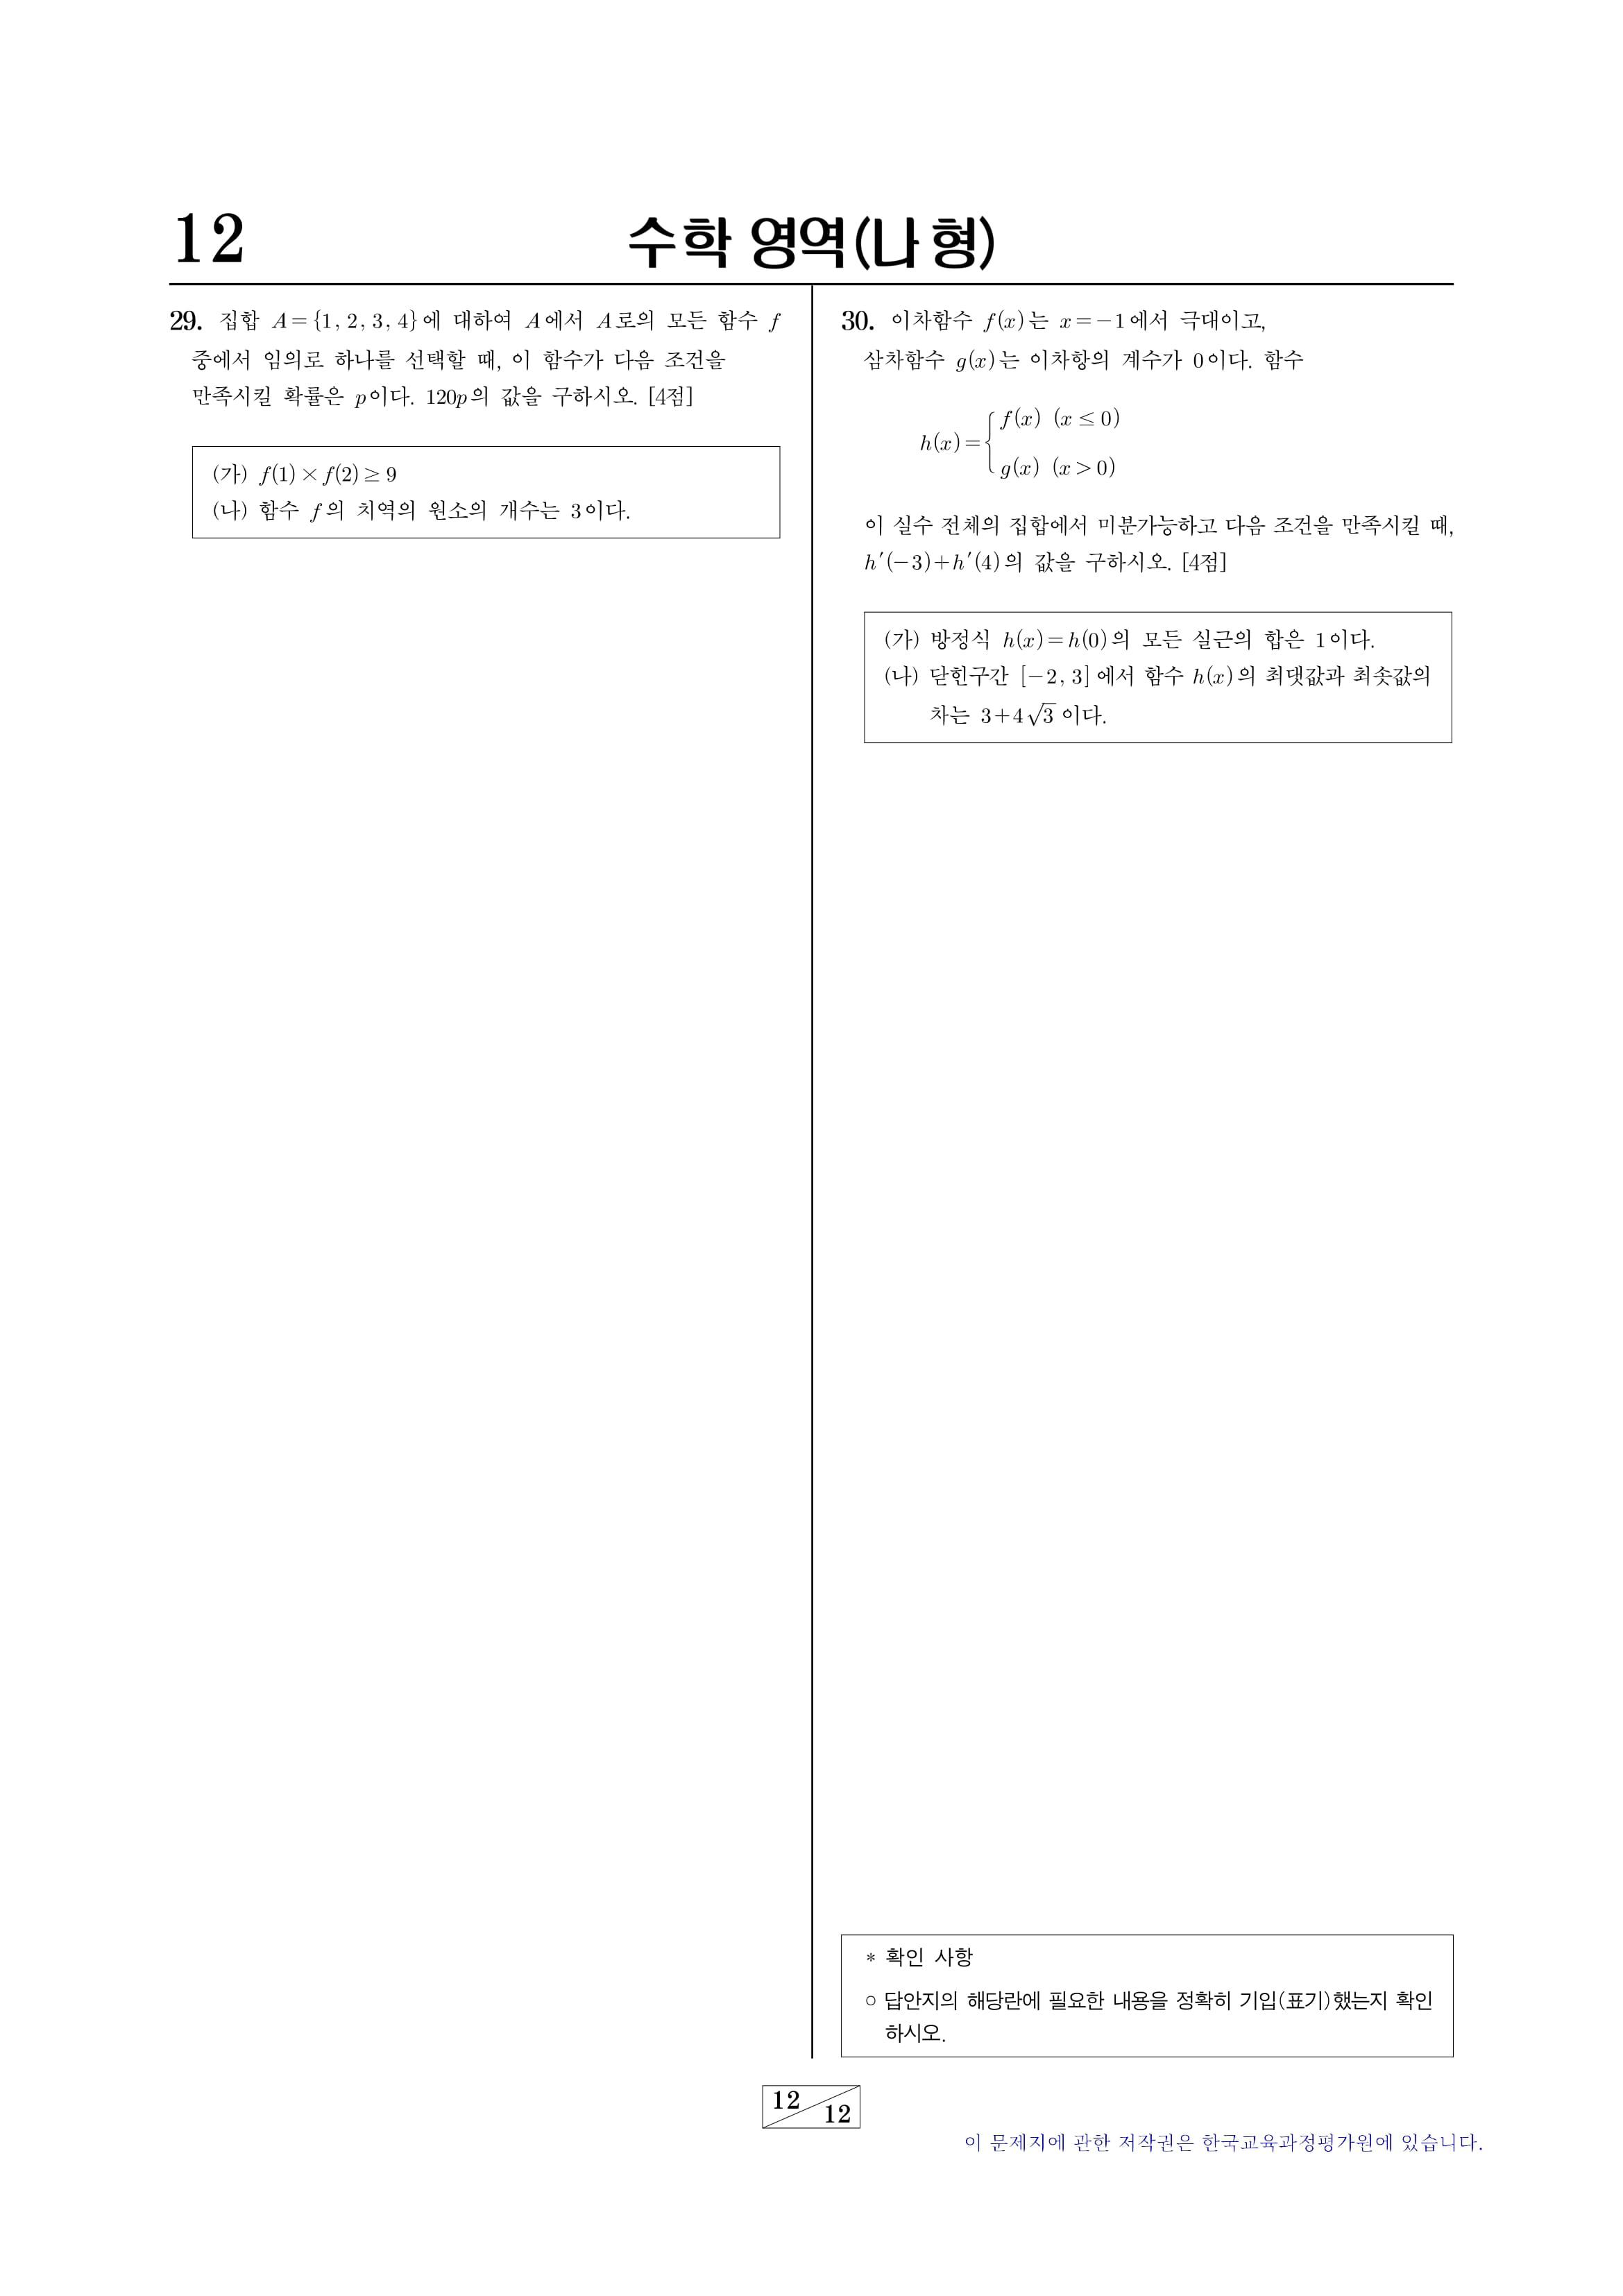 12
수학 영역(나형)
29. 집합 A={1, 2, 3, 4}에 대하여 A에서 A로의 모든 함수 f
중에서 임의로 하나를 선택할 때, 이 함수가 다음 조건을
만족시킬 확률은 p이다. 120p의 값을 구하시오. [4점]
(가) f(1)×f(2)≥9
(나) 함수 f의 치역의 원소의 개수는 3이다.
30. 이차함수 f(x)는 x=-1에서 극대이고,
삼차함수 g(x)는 이차항의 계수가 0이다. 함수
h(x)={ f(x) (x≤0)
g(x) (x>0)
이 실수 전체의 집합에서 미분가능하고 다음 조건을 만족시킬 때,
h′(-3)+h′(4)의 값을 구하시오. [4점]
(가) 방정식 h(x)=h(0)의 모든 실근의 합은 1이다.
(나) 닫힌구간 [-2, 3]에서 함수 h(x)의 최댓값과 최솟값의
차는 3+4√3이다.
* 확인 사항
○ 답안지의 해당란에 필요한 내용을 정확히 기입(표기)했는지 확인
하시오.
12
12
이 문제지에 관한 저작권은 한국교육과정평가원에 있습니다.